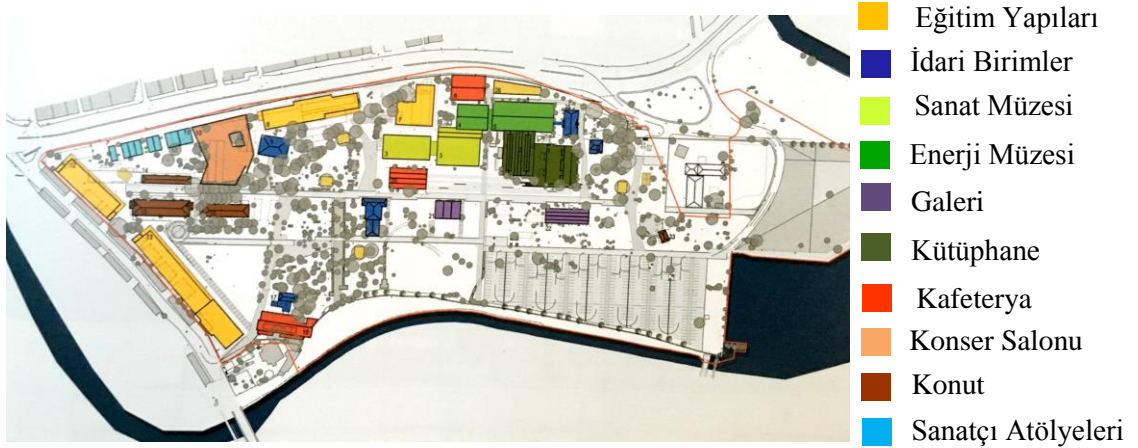 Eğitim Yapıları
İdari Birimler
Sanat Müzesi
Enerji Müzesi
Galeri
Kütüphane
Kafeterya
Konser Salonu
Konut
Sanatçı Atölyeleri